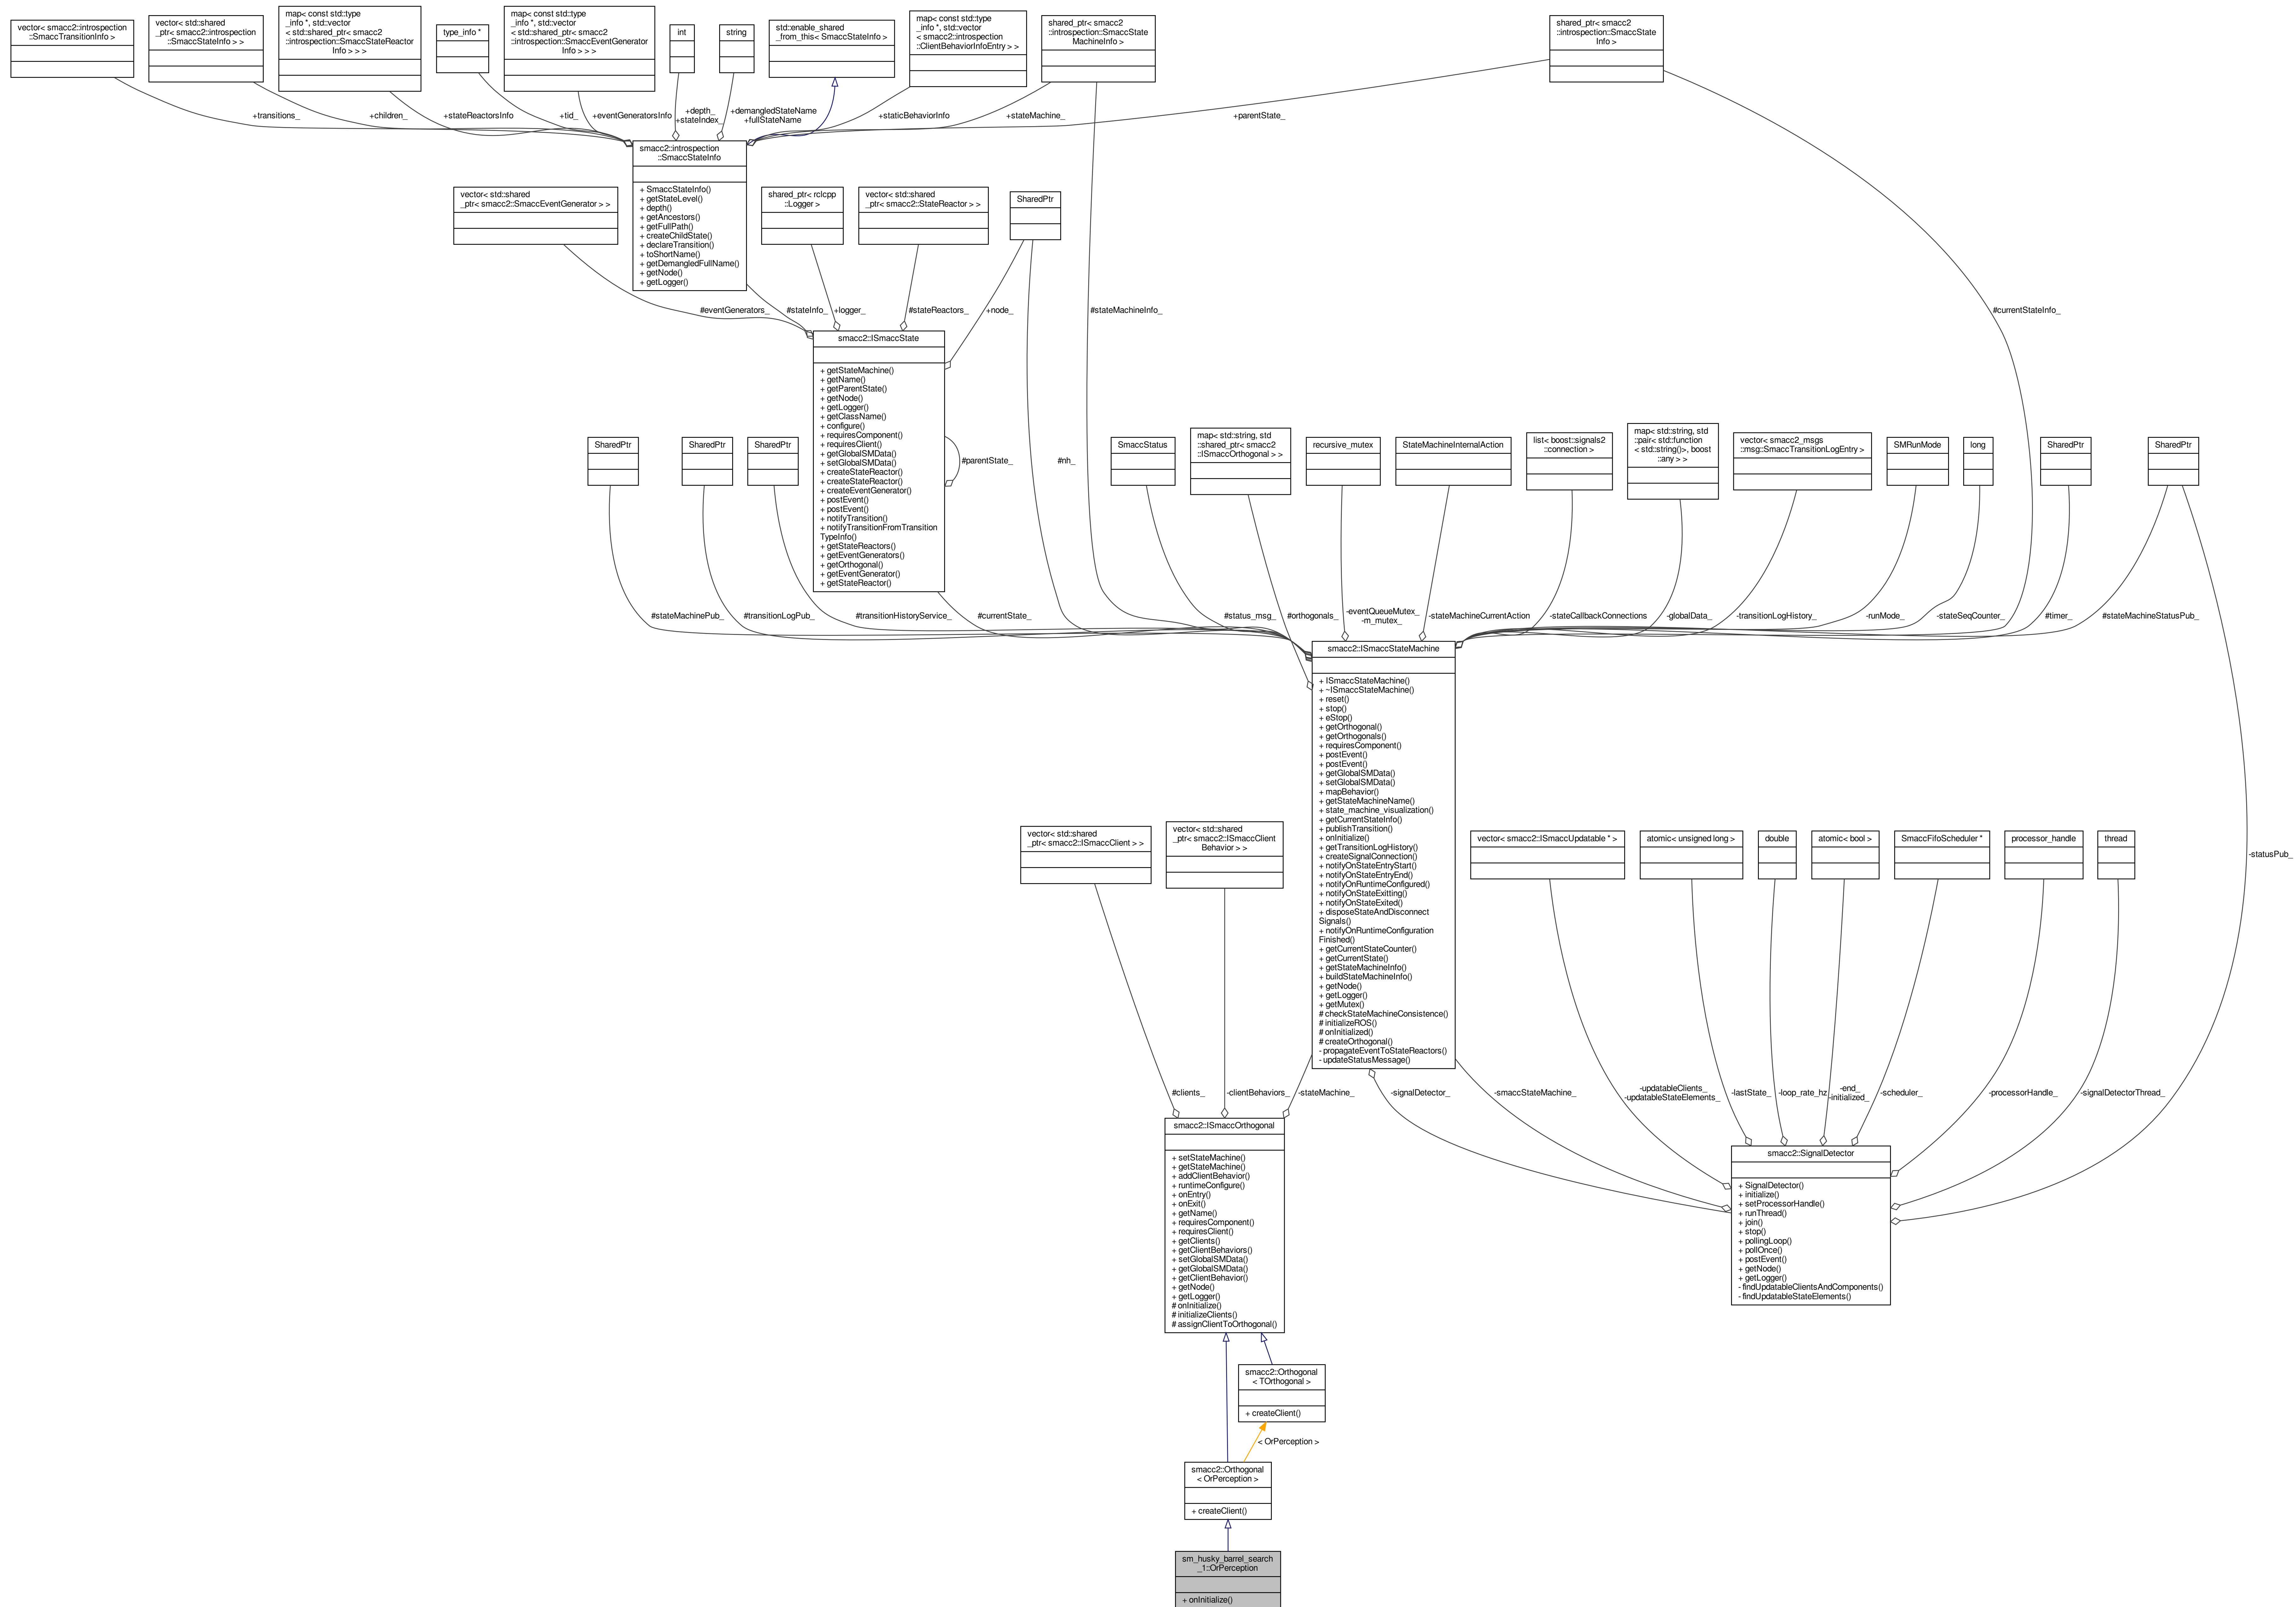 vector< smacc2::introspection
::SmaccTransitionInfo >
vector< std::shared
_ptr< smacc2::introspection
::SmaccStateInfo > >
map< const std::type
_info *, std::vector
< std::shared_ptr< smacc2
::introspection::SmaccStateReactor
Info > > >
type_info *
map< const std::type
_info *, std::vector
< std::shared_ptr< smacc2
::introspection::SmaccEventGenerator
Info > > >
int
string
std::enable_shared
_from_this< SmaccStateInfo >
map< const std::type
_info *, std::vector
< smacc2::introspection
::ClientBehaviorInfoEntry > >
shared_ptr< smacc2
::introspection::SmaccState
MachineInfo >
shared_ptr< smacc2
::introspection::SmaccState
Info >
+transitions_
+children_
+stateReactorsInfo
+tid_
+eventGeneratorsInfo
+depth_
+stateIndex_
+demangledStateName
+fullStateName
+staticBehaviorInfo
+stateMachine_
+parentState_
smacc2::introspection
::SmaccStateInfo
+ SmaccStateInfo()
+ getStateLevel()
+ depth()
+ getAncestors()
+ getFullPath()
+ createChildState()
+ declareTransition()
+ toShortName()
+ getDemangledFullName()
+ getNode()
+ getLogger()
vector< std::shared
_ptr< smacc2::SmaccEventGenerator > >
shared_ptr< rclcpp
::Logger >
vector< std::shared
_ptr< smacc2::StateReactor > >
SharedPtr
#eventGenerators_
#stateInfo_
+logger_
#stateReactors_
+node_
#stateMachineInfo_
#currentStateInfo_
smacc2::ISmaccState
+ getStateMachine()
+ getName()
+ getParentState()
+ getNode()
+ getLogger()
+ getClassName()
+ configure()
+ requiresComponent()
+ requiresClient()
+ getGlobalSMData()
+ setGlobalSMData()
+ createStateReactor()
+ createStateReactor()
+ createEventGenerator()
+ postEvent()
+ postEvent()
+ notifyTransition()
+ notifyTransitionFromTransition
TypeInfo()
+ getStateReactors()
+ getEventGenerators()
+ getOrthogonal()
+ getEventGenerator()
+ getStateReactor()
#parentState_
#nh_
SharedPtr
SharedPtr
SharedPtr
SmaccStatus
map< std::string, std
::shared_ptr< smacc2
::ISmaccOrthogonal > >
recursive_mutex
StateMachineInternalAction
list< boost::signals2
::connection >
map< std::string, std
::pair< std::function
< std::string()>, boost
::any > >
vector< smacc2_msgs
::msg::SmaccTransitionLogEntry >
SMRunMode
long
SharedPtr
SharedPtr
#stateMachinePub_
#transitionLogPub_
#transitionHistoryService_
#currentState_
#status_msg_
#orthogonals_
-eventQueueMutex_
-m_mutex_
-stateMachineCurrentAction
-stateCallbackConnections
-globalData_
-transitionLogHistory_
-runMode_
-stateSeqCounter_
#timer_
#stateMachineStatusPub_
smacc2::ISmaccStateMachine
+ ISmaccStateMachine()
+ ~ISmaccStateMachine()
+ reset()
+ stop()
+ eStop()
+ getOrthogonal()
+ getOrthogonals()
+ requiresComponent()
+ postEvent()
+ postEvent()
+ getGlobalSMData()
+ setGlobalSMData()
+ mapBehavior()
+ getStateMachineName()
+ state_machine_visualization()
+ getCurrentStateInfo()
+ publishTransition()
+ onInitialize()
+ getTransitionLogHistory()
+ createSignalConnection()
+ notifyOnStateEntryStart()
+ notifyOnStateEntryEnd()
+ notifyOnRuntimeConfigured()
+ notifyOnStateExitting()
+ notifyOnStateExited()
+ disposeStateAndDisconnect
Signals()
+ notifyOnRuntimeConfiguration
Finished()
+ getCurrentStateCounter()
+ getCurrentState()
+ getStateMachineInfo()
+ buildStateMachineInfo()
+ getNode()
+ getLogger()
+ getMutex()
# checkStateMachineConsistence()
# initializeROS()
# onInitialized()
# createOrthogonal()
- propagateEventToStateReactors()
- updateStatusMessage()
vector< std::shared
_ptr< smacc2::ISmaccClient > >
vector< std::shared
_ptr< smacc2::ISmaccClient
Behavior > >
vector< smacc2::ISmaccUpdatable * >
atomic< unsigned long >
double
atomic< bool >
SmaccFifoScheduler *
processor_handle
thread
-statusPub_
#clients_
-clientBehaviors_
-stateMachine_
-signalDetector_
-smaccStateMachine_
-updatableClients_
-updatableStateElements_
-lastState_
-loop_rate_hz
-end_
-initialized_
-scheduler_
-processorHandle_
-signalDetectorThread_
smacc2::ISmaccOrthogonal
+ setStateMachine()
+ getStateMachine()
+ addClientBehavior()
+ runtimeConfigure()
+ onEntry()
+ onExit()
+ getName()
+ requiresComponent()
+ requiresClient()
+ getClients()
+ getClientBehaviors()
+ setGlobalSMData()
+ getGlobalSMData()
+ getClientBehavior()
+ getNode()
+ getLogger()
# onInitialize()
# initializeClients()
# assignClientToOrthogonal()
smacc2::SignalDetector
+ SignalDetector()
+ initialize()
+ setProcessorHandle()
+ runThread()
+ join()
+ stop()
+ pollingLoop()
+ pollOnce()
+ postEvent()
+ getNode()
+ getLogger()
- findUpdatableClientsAndComponents()
- findUpdatableStateElements()
smacc2::Orthogonal
< TOrthogonal >
+ createClient()
< OrPerception >
smacc2::Orthogonal
< OrPerception >
+ createClient()
sm_husky_barrel_search
_1::OrPerception
+ onInitialize()